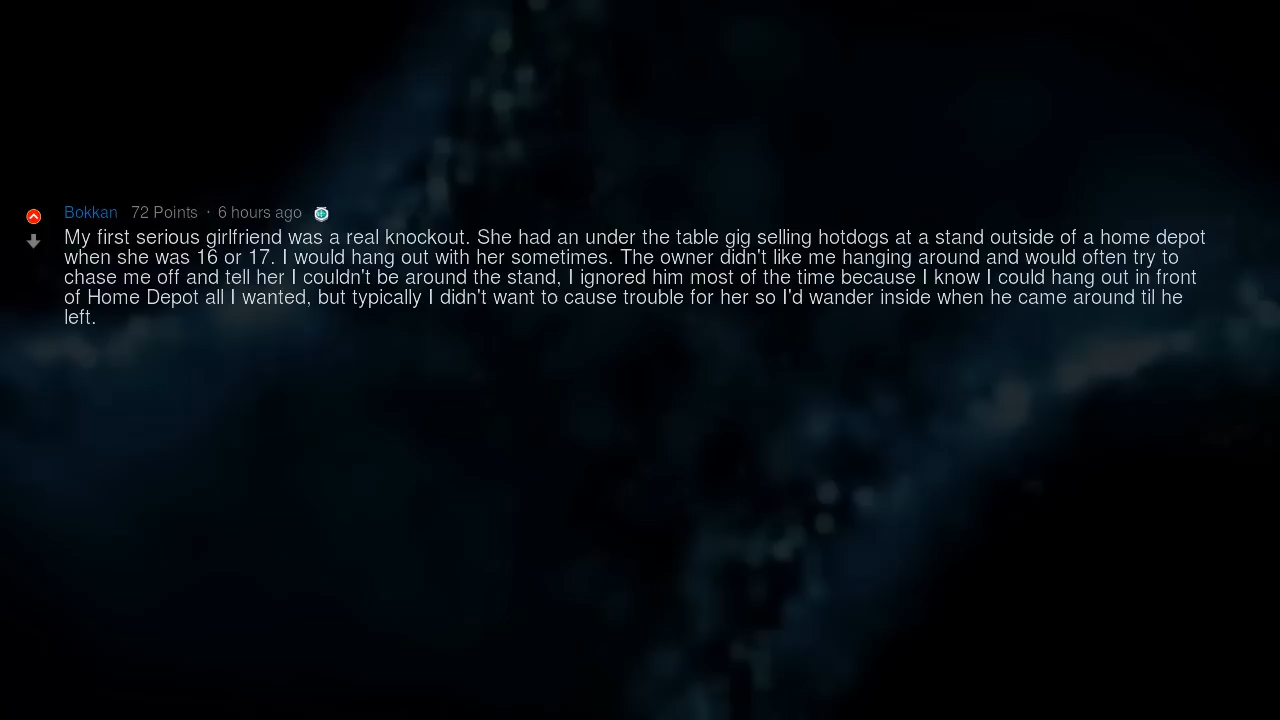 Bokkan 72 Points · 6 hours ago
My first serious girlfriend was a real knockout. She had an under the table gig selling hotdogs at a stand outside of a home depot
when she was 16 or 17. I would hang out with her sometimes. The owner didn't like me hanging around and would often try to
chase me off and tell her I couldn't be around the stand, I ignored him most of the time because I know I could hang out in front
of Home Depot all I wanted, but typically I didn't want to cause trouble for her so I'd wander inside when he came around til he
left.